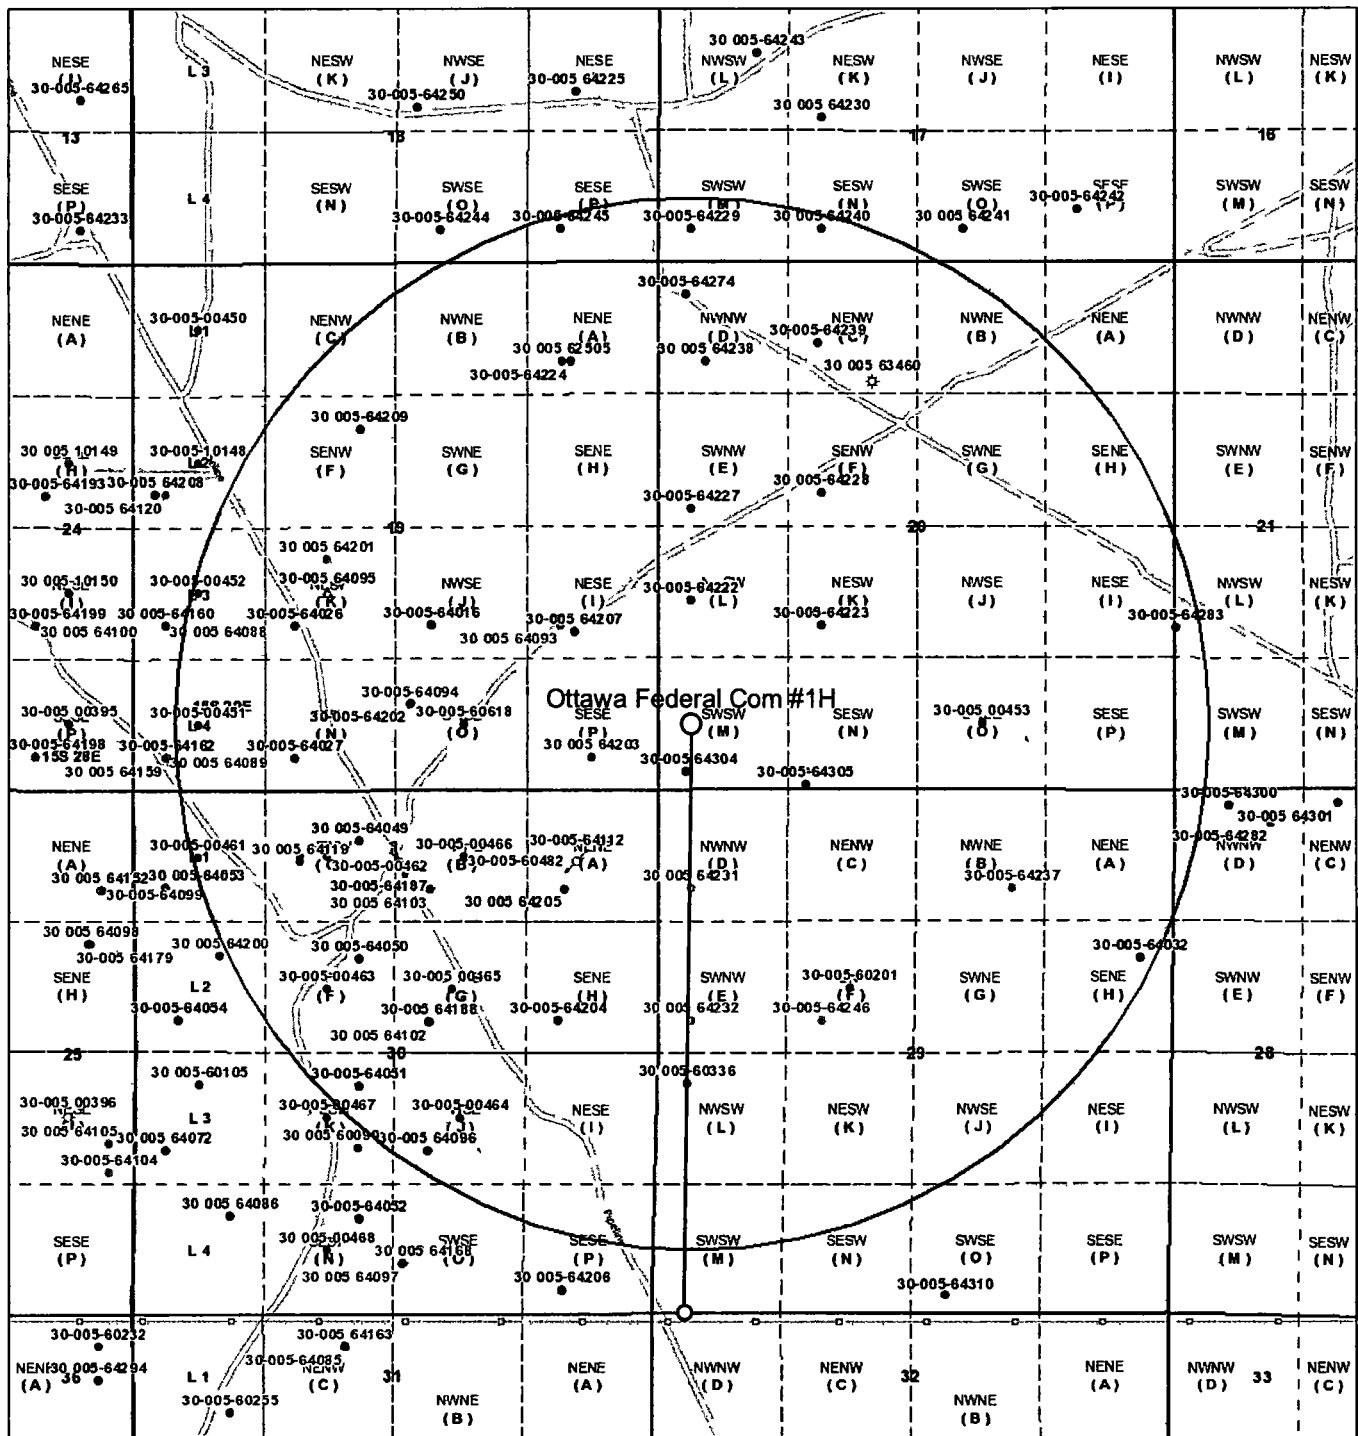 30 005-64243
NESE
(I)
30-005-64265
L 3
NESW
(K)
NWSE
(J)
30-005-64250
NESE
30-005 64225
NWSW
(L)
NESW
(K)
30 005 64230
NWSE
(J)
NESE
(I)
NWSW
(L)
NESW
(K)
13
18
17
16
SESE
(P)
30-005-64233
L 4
SESW
(N)
SWSE
(O)
30-005-64244
SESE
(P)
30-005-64245
SWSW
(M)
30-005-64229
SESW
(N)
30-005-64240
SWSE
(O)
30-005 64241
SESE
30-005-64242
(P)
SWSW
(M)
SESW
(N)
30-005-64274
NENE
(A)
30-005-00450
L 1
NENW
(C)
NWNE
(B)
NENE
(A)
30 005 62505
30-005-64224
NWNW
(D)
30 005-64238
NENW
30-005-64239
(C)
30 005 63460
NWNE
(B)
NENE
(A)
NWNW
(D)
NENW
(C)
30 005-64209
30 005 10149
(H)
30-005-64193
30-005-10148
L 2
30-005 64208
30-005 64120
SENW
(F)
SWNE
(G)
SENE
(H)
SWNW
(E)
30-005-64227
SENW
(F)
30 005-64228
SWNE
(G)
SENE
(H)
SWNW
(E)
SENW
(F)
24
19
20
21
30 005 64201
30 005-10150
NESE
(I)
30-005-64199
30 005 64100
30-005-00452
30-005-64160
30 005 64088
30 005-64095
(K)
30-005-64026
NWSE
(J)
30-005-64016
NESE
(I)
30-005 64207
30 005 64093
30-005-64222
(L)
NESW
(K)
30-005-64223
NWSE
(J)
NESE
(I)
NWSW
(L)
30-005-64283
NESW
(K)
30-005-64094
Ottawa Federal Com #1H
30-005-00395
(P)
30-005-64198
15S 28E
30 005 64159
30-005-00451
L 4
30-005-64162
30 005 64089
30-005-64202
(N)
30-005-64027
30-005-60618
(O)
SESE
(P)
30 005 64203
SWSW
(M)
30-005 64304
SESW
(N)
30-005-64305
30-005 00453
(O)
SESE
(P)
SWSW
(M)
SESW
(N)
30-005-64300
30-005 64301
30-005-64282
30 005-64049
NENE
(A)
30 005 64152
30-005-00461
L 1
30-005-64053
30-005-64099
30 005-64119
30-005-00462
30-005-64187
30 005 64103
30-005-00466
(B)
30-005-60482
30-005-64112
NENE
(A)
30 005 64205
NWNW
(D)
30 005 64231
NENW
(C)
NWNE
(B)
30-005-64237
NENE
(A)
NWNW
(D)
NENW
(C)
30 005 64098
30 005 64179
30 005-64200
30-005-64050
30-005-64032
SENE
(H)
L 2
30-005-64054
30-005-00463
(F)
30 005 64102
30-005 00465
(G)
30-005 64188
SENE
(H)
30-005-64204
SWNW
(E)
30 005 64232
30-005-60201
(F)
30-005-64246
SWNE
(G)
SENE
(H)
SWNW
(E)
SENW
(F)
25
30
29
28
30 005-60105
30-005-64051
30-005-60336
30-005 00396
30 005 64105
30-005-64104
L 3
30 005 64072
30-005-00467
(K)
30 005 60090
30-005-00464
(J)
30-005 64096
NESE
(I)
NWSW
(L)
NESW
(K)
NWSE
(J)
NESE
(I)
NWSW
(L)
NESW
(K)
30 005 64086
30-005-64052
Pipeline
SESE
(P)
L 4
30-005-00468
(N)
30 005 64097
SWSE
30 005 64168
(O)
SESE
(P)
30 005-64206
SWSW
(M)
SESW
(N)
SWSE
(O)
30-005-64310
SESE
(P)
SWSW
(M)
SESW
(N)
30-005-60232
30-005 64163
30-005-64085
30 005-64294
(A)
36
L 1
30-005-60255
NENW
(C)
31
NWNE
(B)
NENE
(A)
NWNW
(D)
NENW
(C)
32
NWNE
(B)
NENE
(A)
NWNW
(D)
33
NENW
(C)